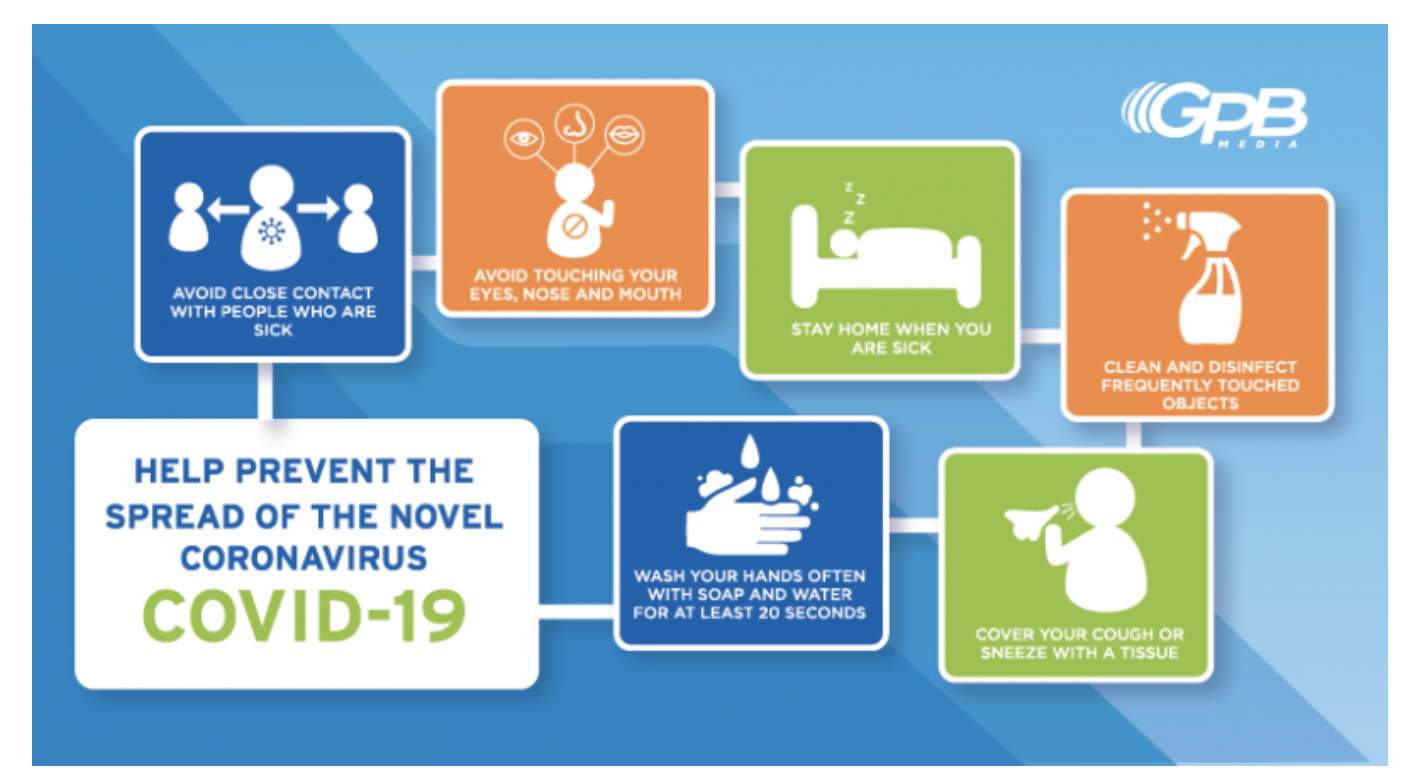 GPB
MEDIA
AVOID CLOSE CONTACT
WITH PEOPLE WHO ARE
SICK
AVOID TOUCHING YOUR
EYES, NOSE AND MOUTH
z
z
z
STAY HOME WHEN YOU
ARE SICK
CLEAN AND DISINFECT
FREQUENTLY TOUCHED
OBJECTS
HELP PREVENT THE
SPREAD OF THE NOVEL
CORONAVIRUS
COVID-19
WASH YOUR HANDS OFTEN
WITH SOAP AND WATER
FOR AT LEAST 20 SECONDS
COVER YOUR COUGH OR
SNEEZE WITH A TISSUE